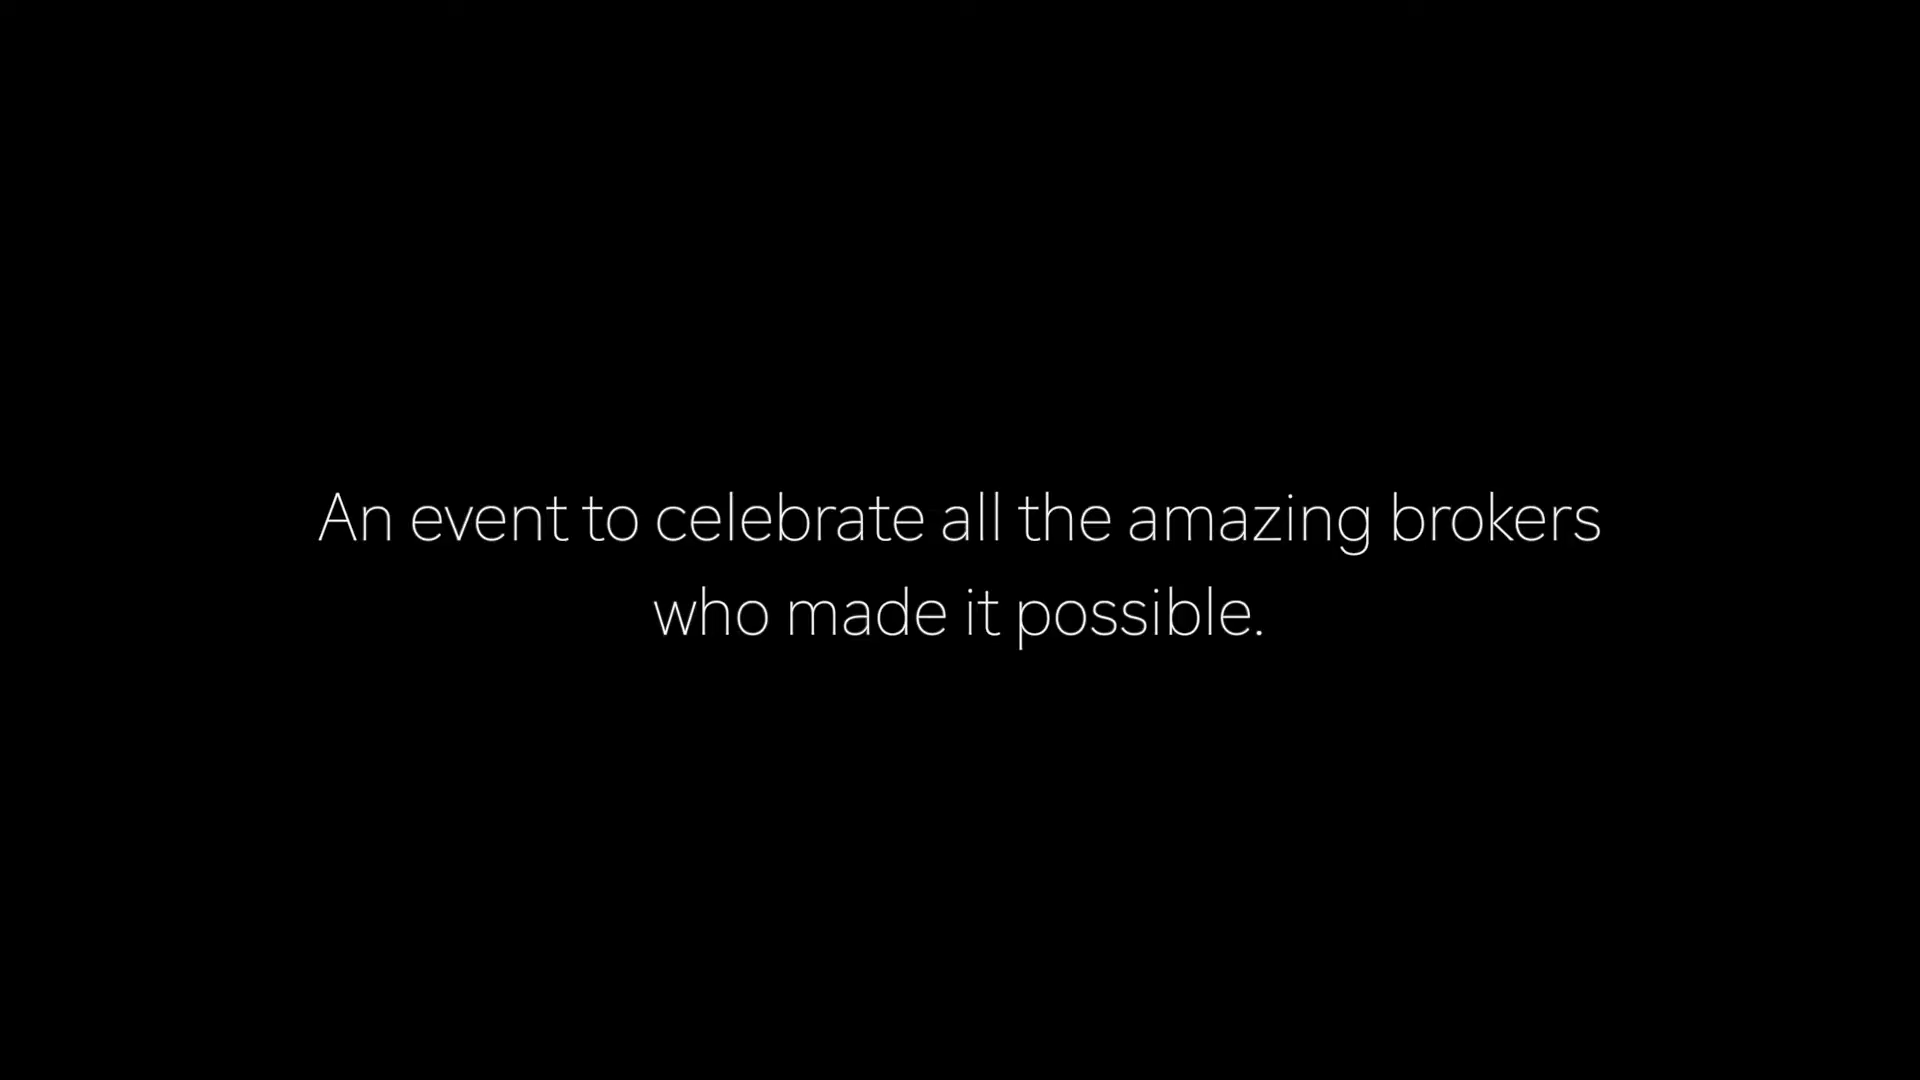 An event to celebrate all the amazing brokers
who made it possible.